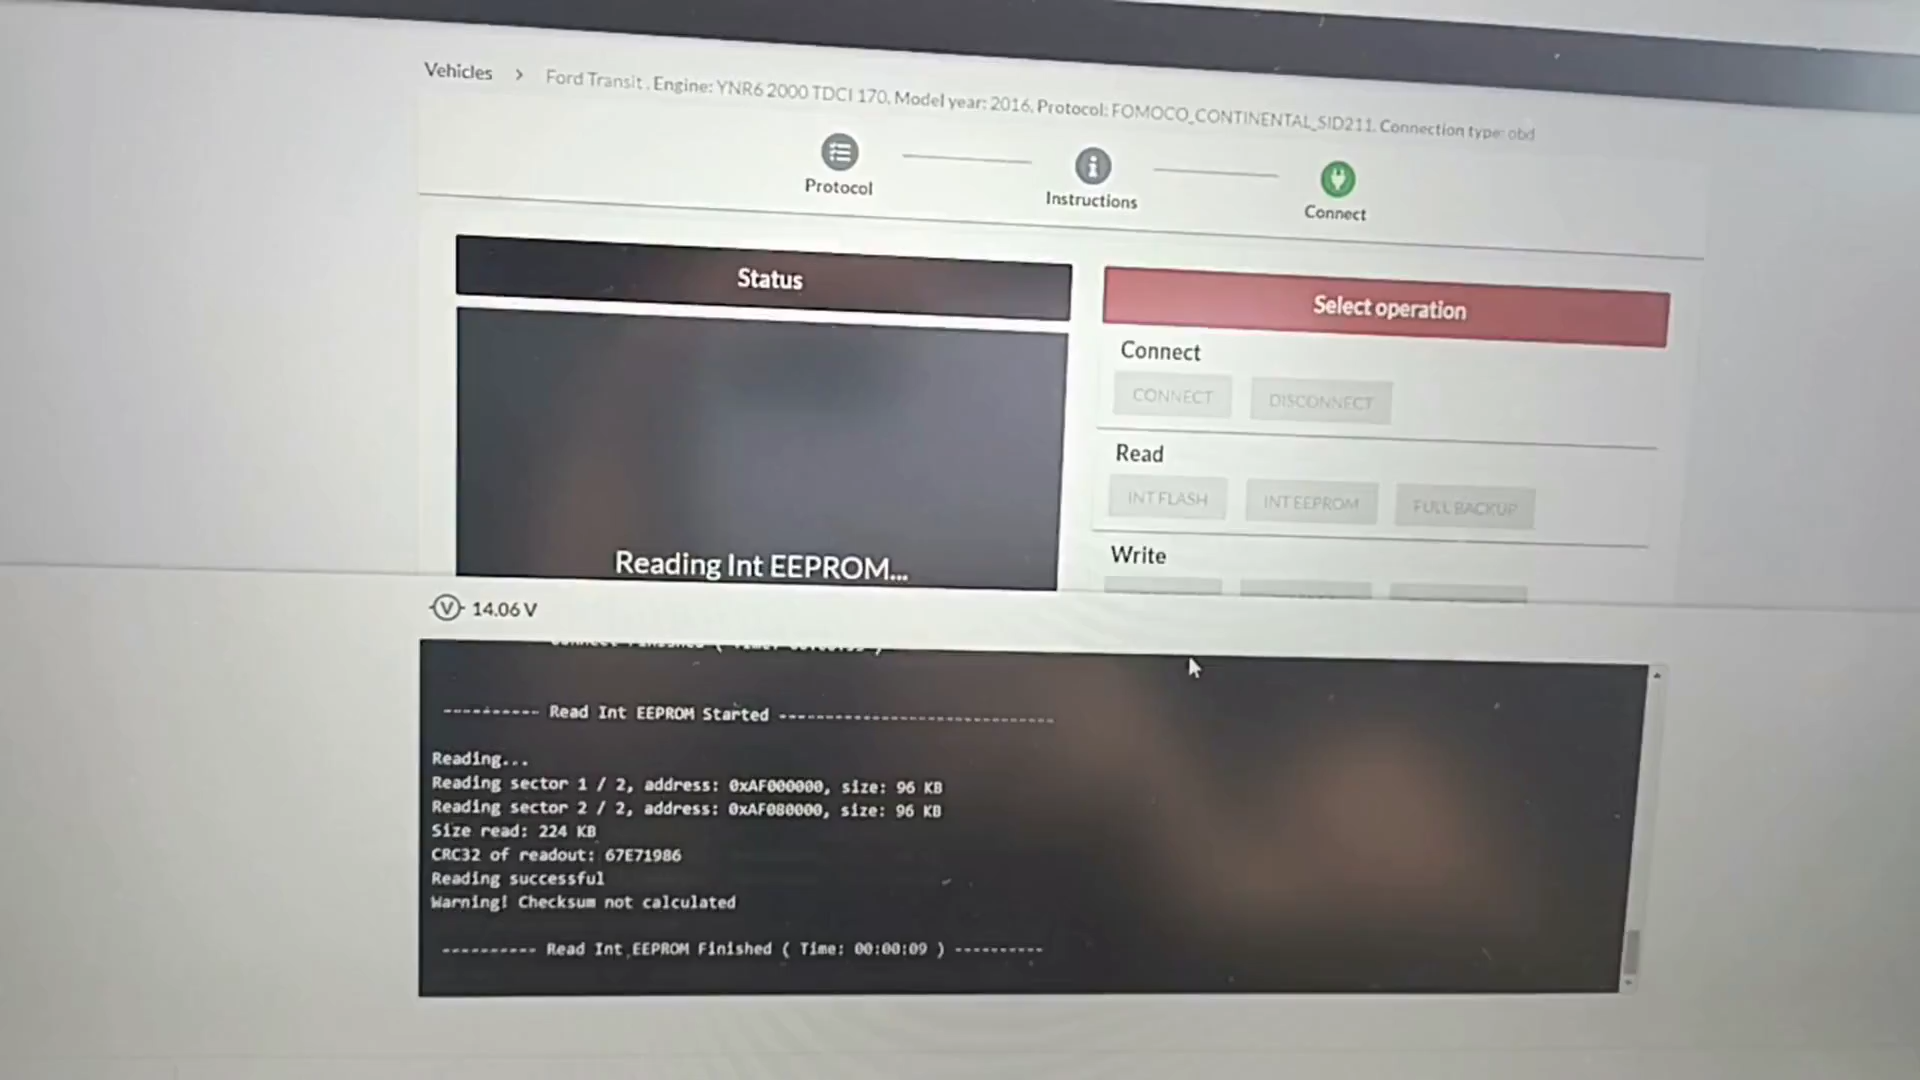 Vehicles > Ford Transit . Engine: YNR6 2000 TDCI 170, Model year: 2016, Protocol: FOMOCO_CONTINENTAL_SID211, Connection type: obd
Protocol
Instructions
Connect
Status
Reading Int EEPROM...
Select operation
Connect
CONNECT
DISCONNECT
Read
INT FLASH
INT EEPROM
FULL BACKUP
Write
V 14.06 V
---------- Read Int EEPROM Started -----------------------------
Reading...
Reading sector 1 / 2, address: 0xAF000000, size: 96 KB
Reading sector 2 / 2, address: 0xAF080000, size: 96 KB
Size read: 224 KB
CRC32 of readout: 67E71986
Reading successful
Warning! Checksum not calculated
---------- Read Int EEPROM Finished ( Time: 00:00:09 ) ----------